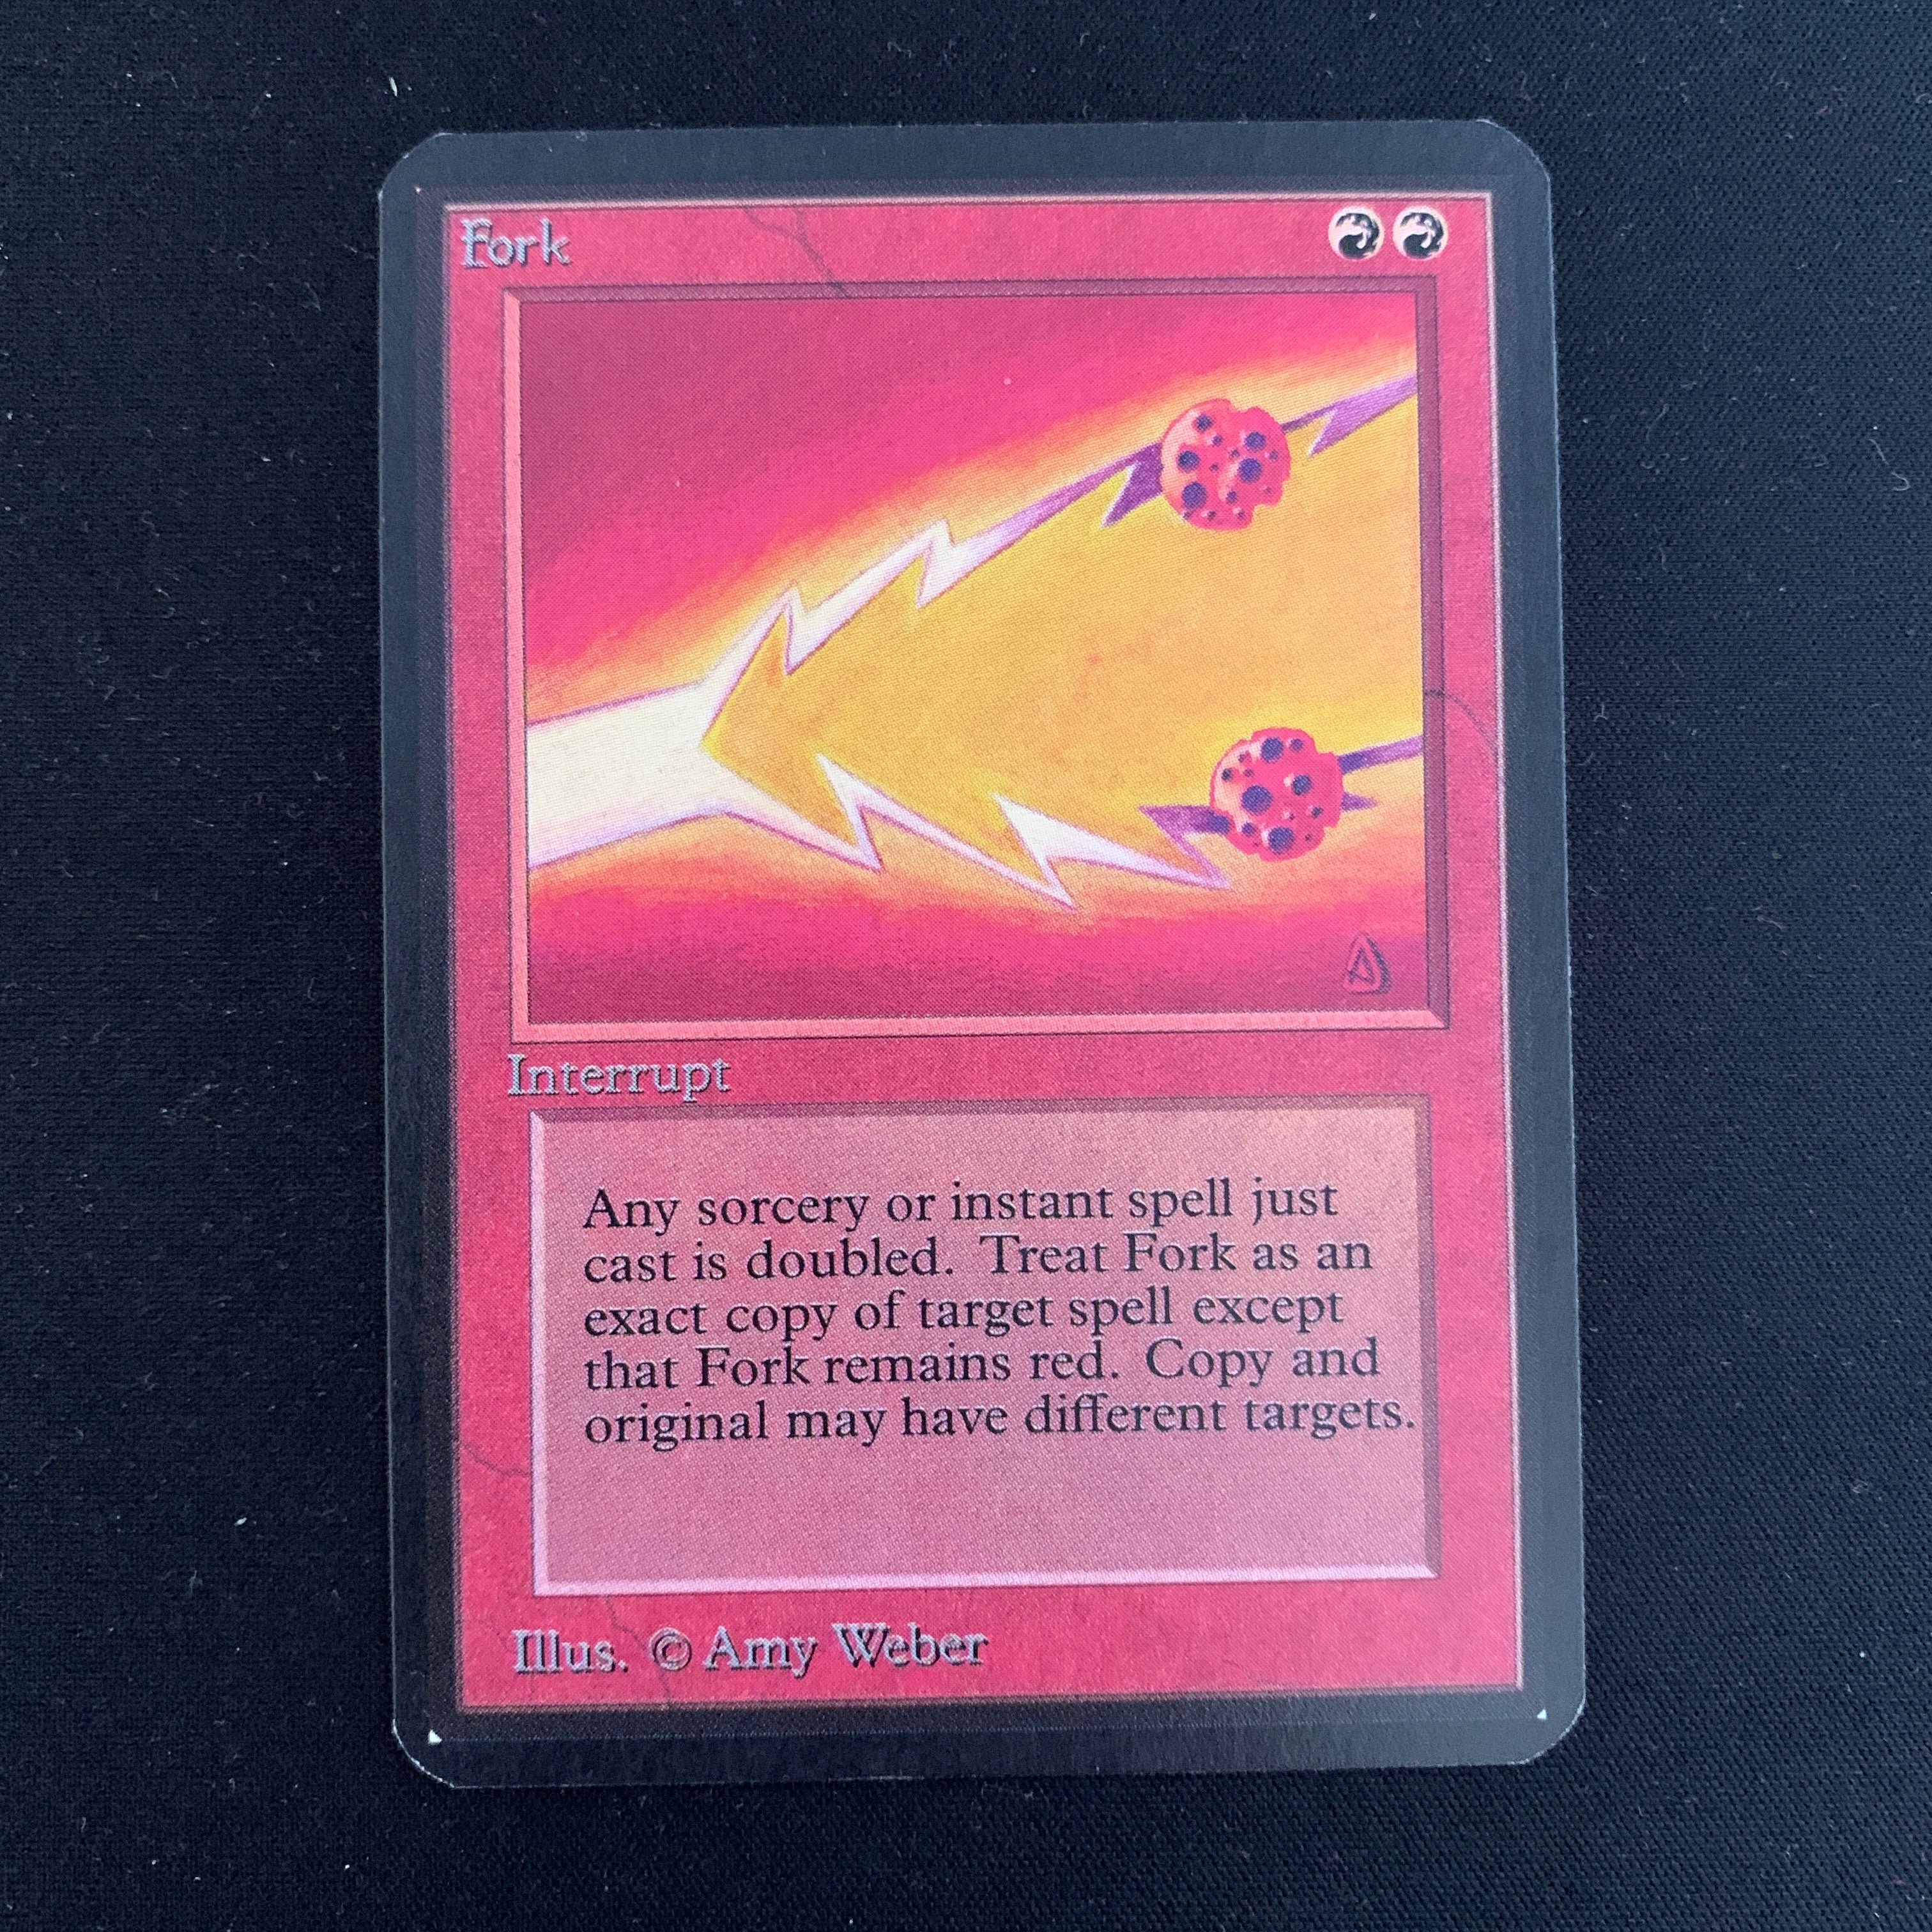 Fork
Interrupt
Any sorcery or instant spell just
cast is doubled. Treat Fork as an
exact copy of target spell except
that Fork remains red. Copy and
original may have different targets.
Illus. © Amy Weber